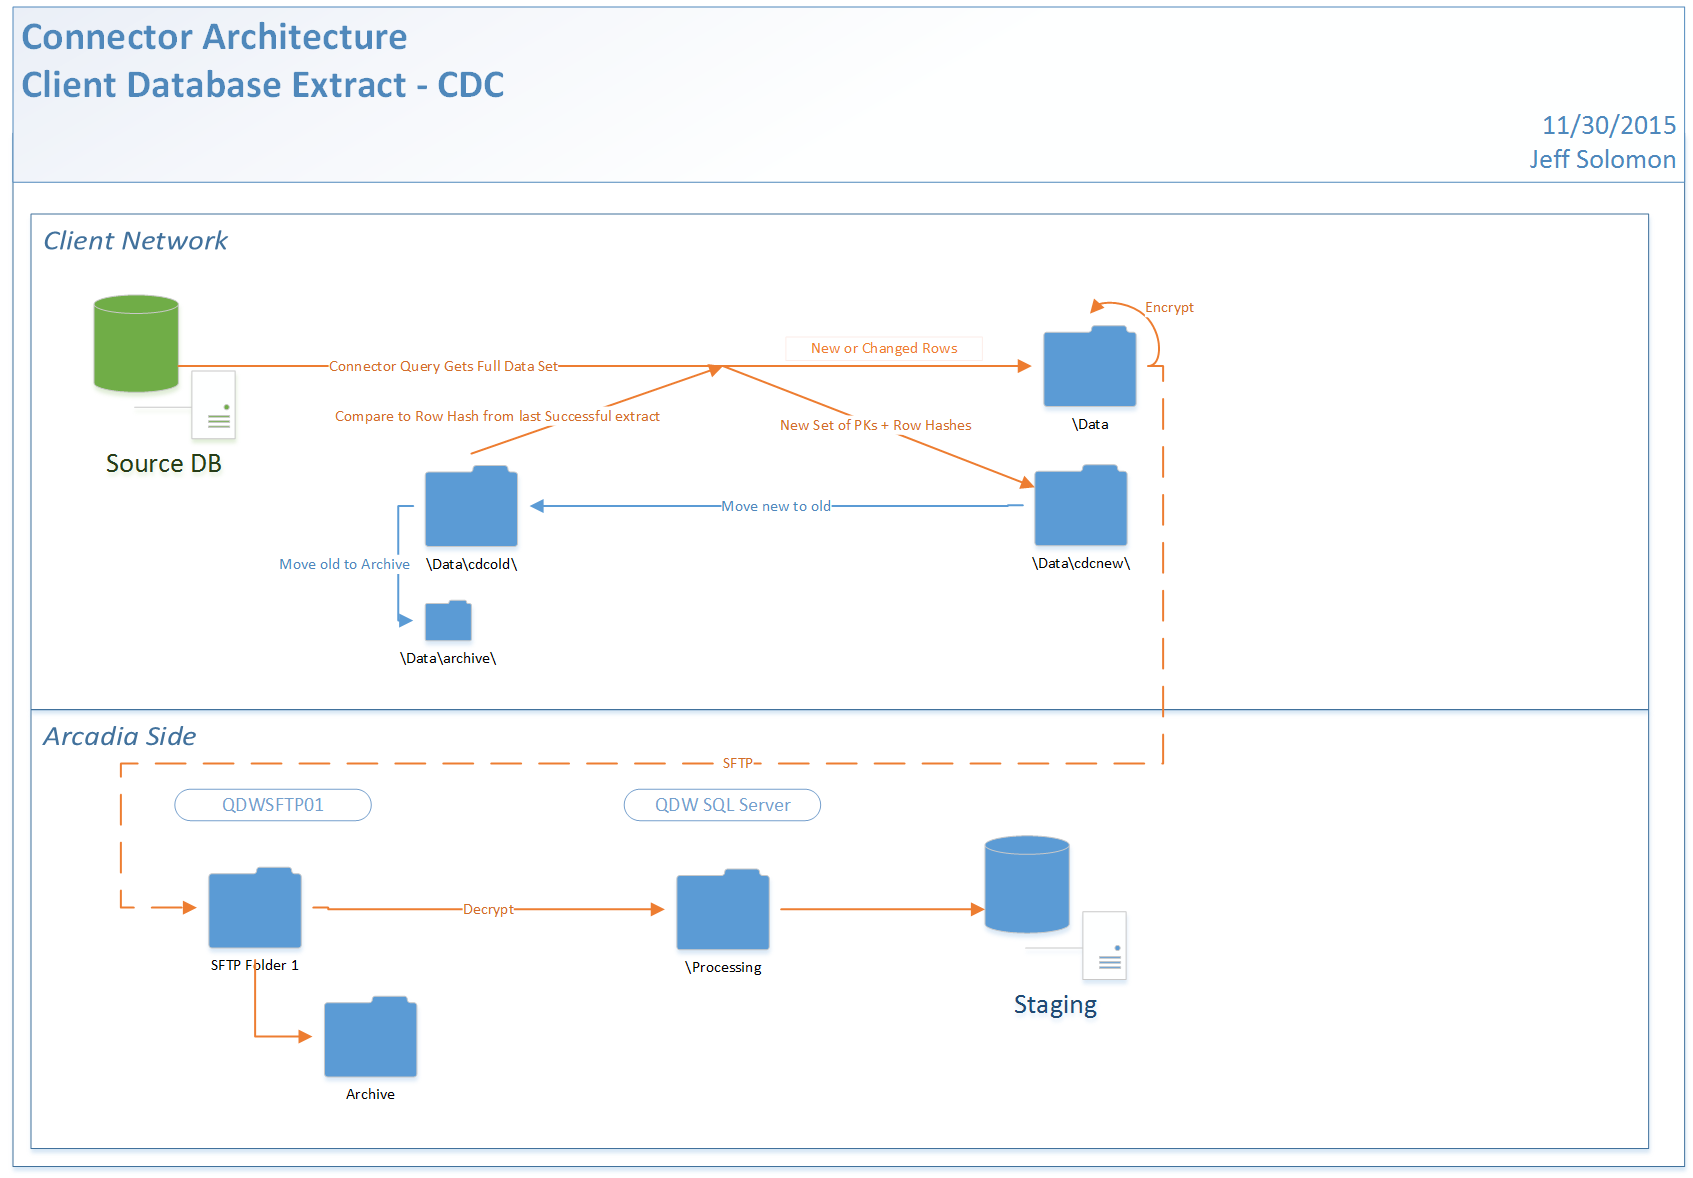 Connector Architecture
Client Database Extract - CDC
11/30/2015
Jeff Solomon
Client Network
Encrypt
New or Changed Rows
Connector Query Gets Full Data Set
Compare to Row Hash from last Successful extract
New Set of PKs + Row Hashes
\Data
Source DB
Move new to old
Move old to Archive
\Data\cdcold\
\Data\cdcnew\
\Data\archive\
Arcadia Side
SFTP
QDWSFTP01
QDW SQL Server
Decrypt
SFTP Folder 1
\Processing
Staging
Archive